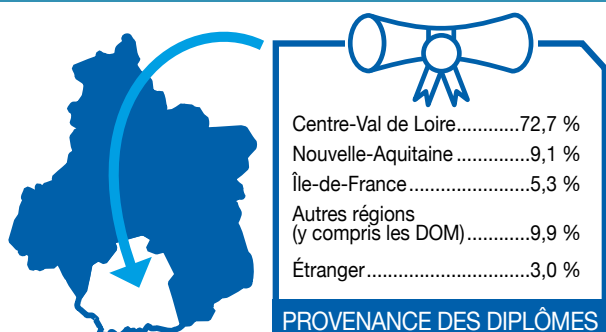 Centre-Val de Loire............72,7 %
Nouvelle-Aquitaine ..............9,1 %
Île-de-France.......................5,3 %
Autres régions
(y compris les DOM)............9,9 %
Étranger...............................3,0 %
PROVENANCE DES DIPLÔMES